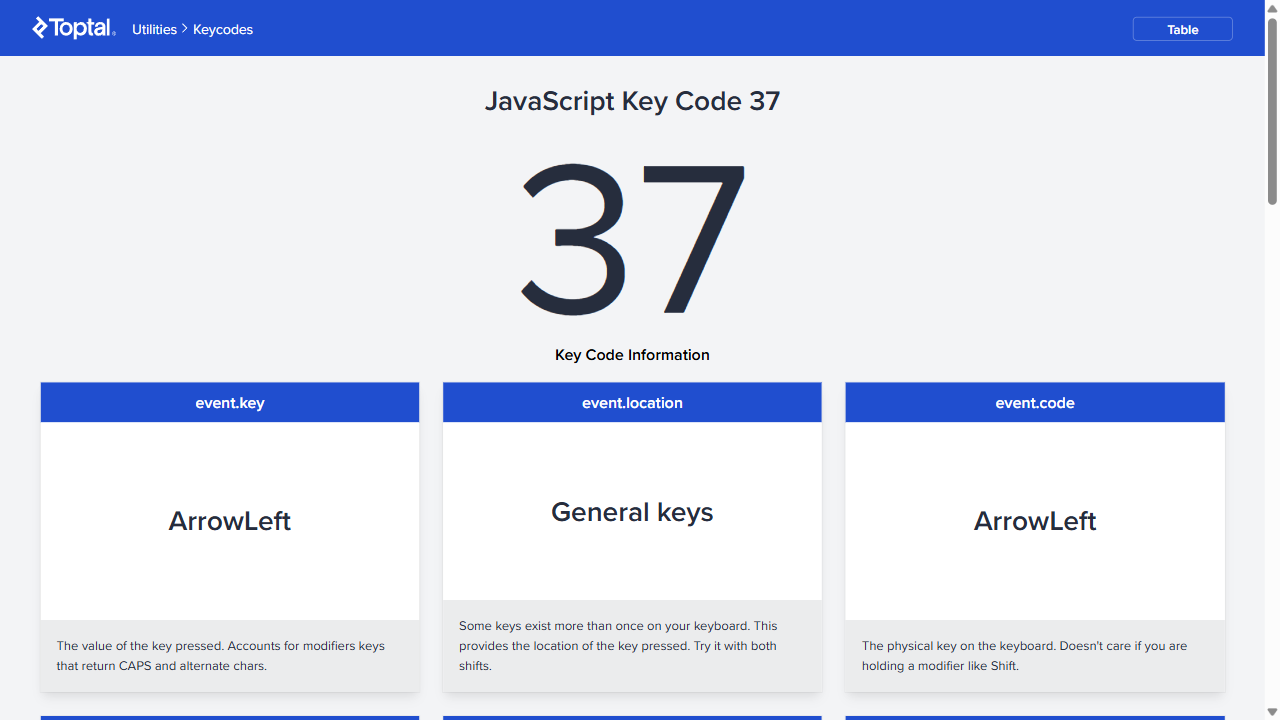 Toptal®
Utilities > Keycodes
Table
JavaScript Key Code 37
37
Key Code Information
event.key
ArrowLeft
The value of the key pressed. Accounts for modifiers keys
that return CAPS and alternate chars.
event.location
General keys
Some keys exist more than once on your keyboard. This
provides the location of the key pressed. Try it with both
shifts.
event.code
ArrowLeft
The physical key on the keyboard. Doesn't care if you are
holding a modifier like Shift.